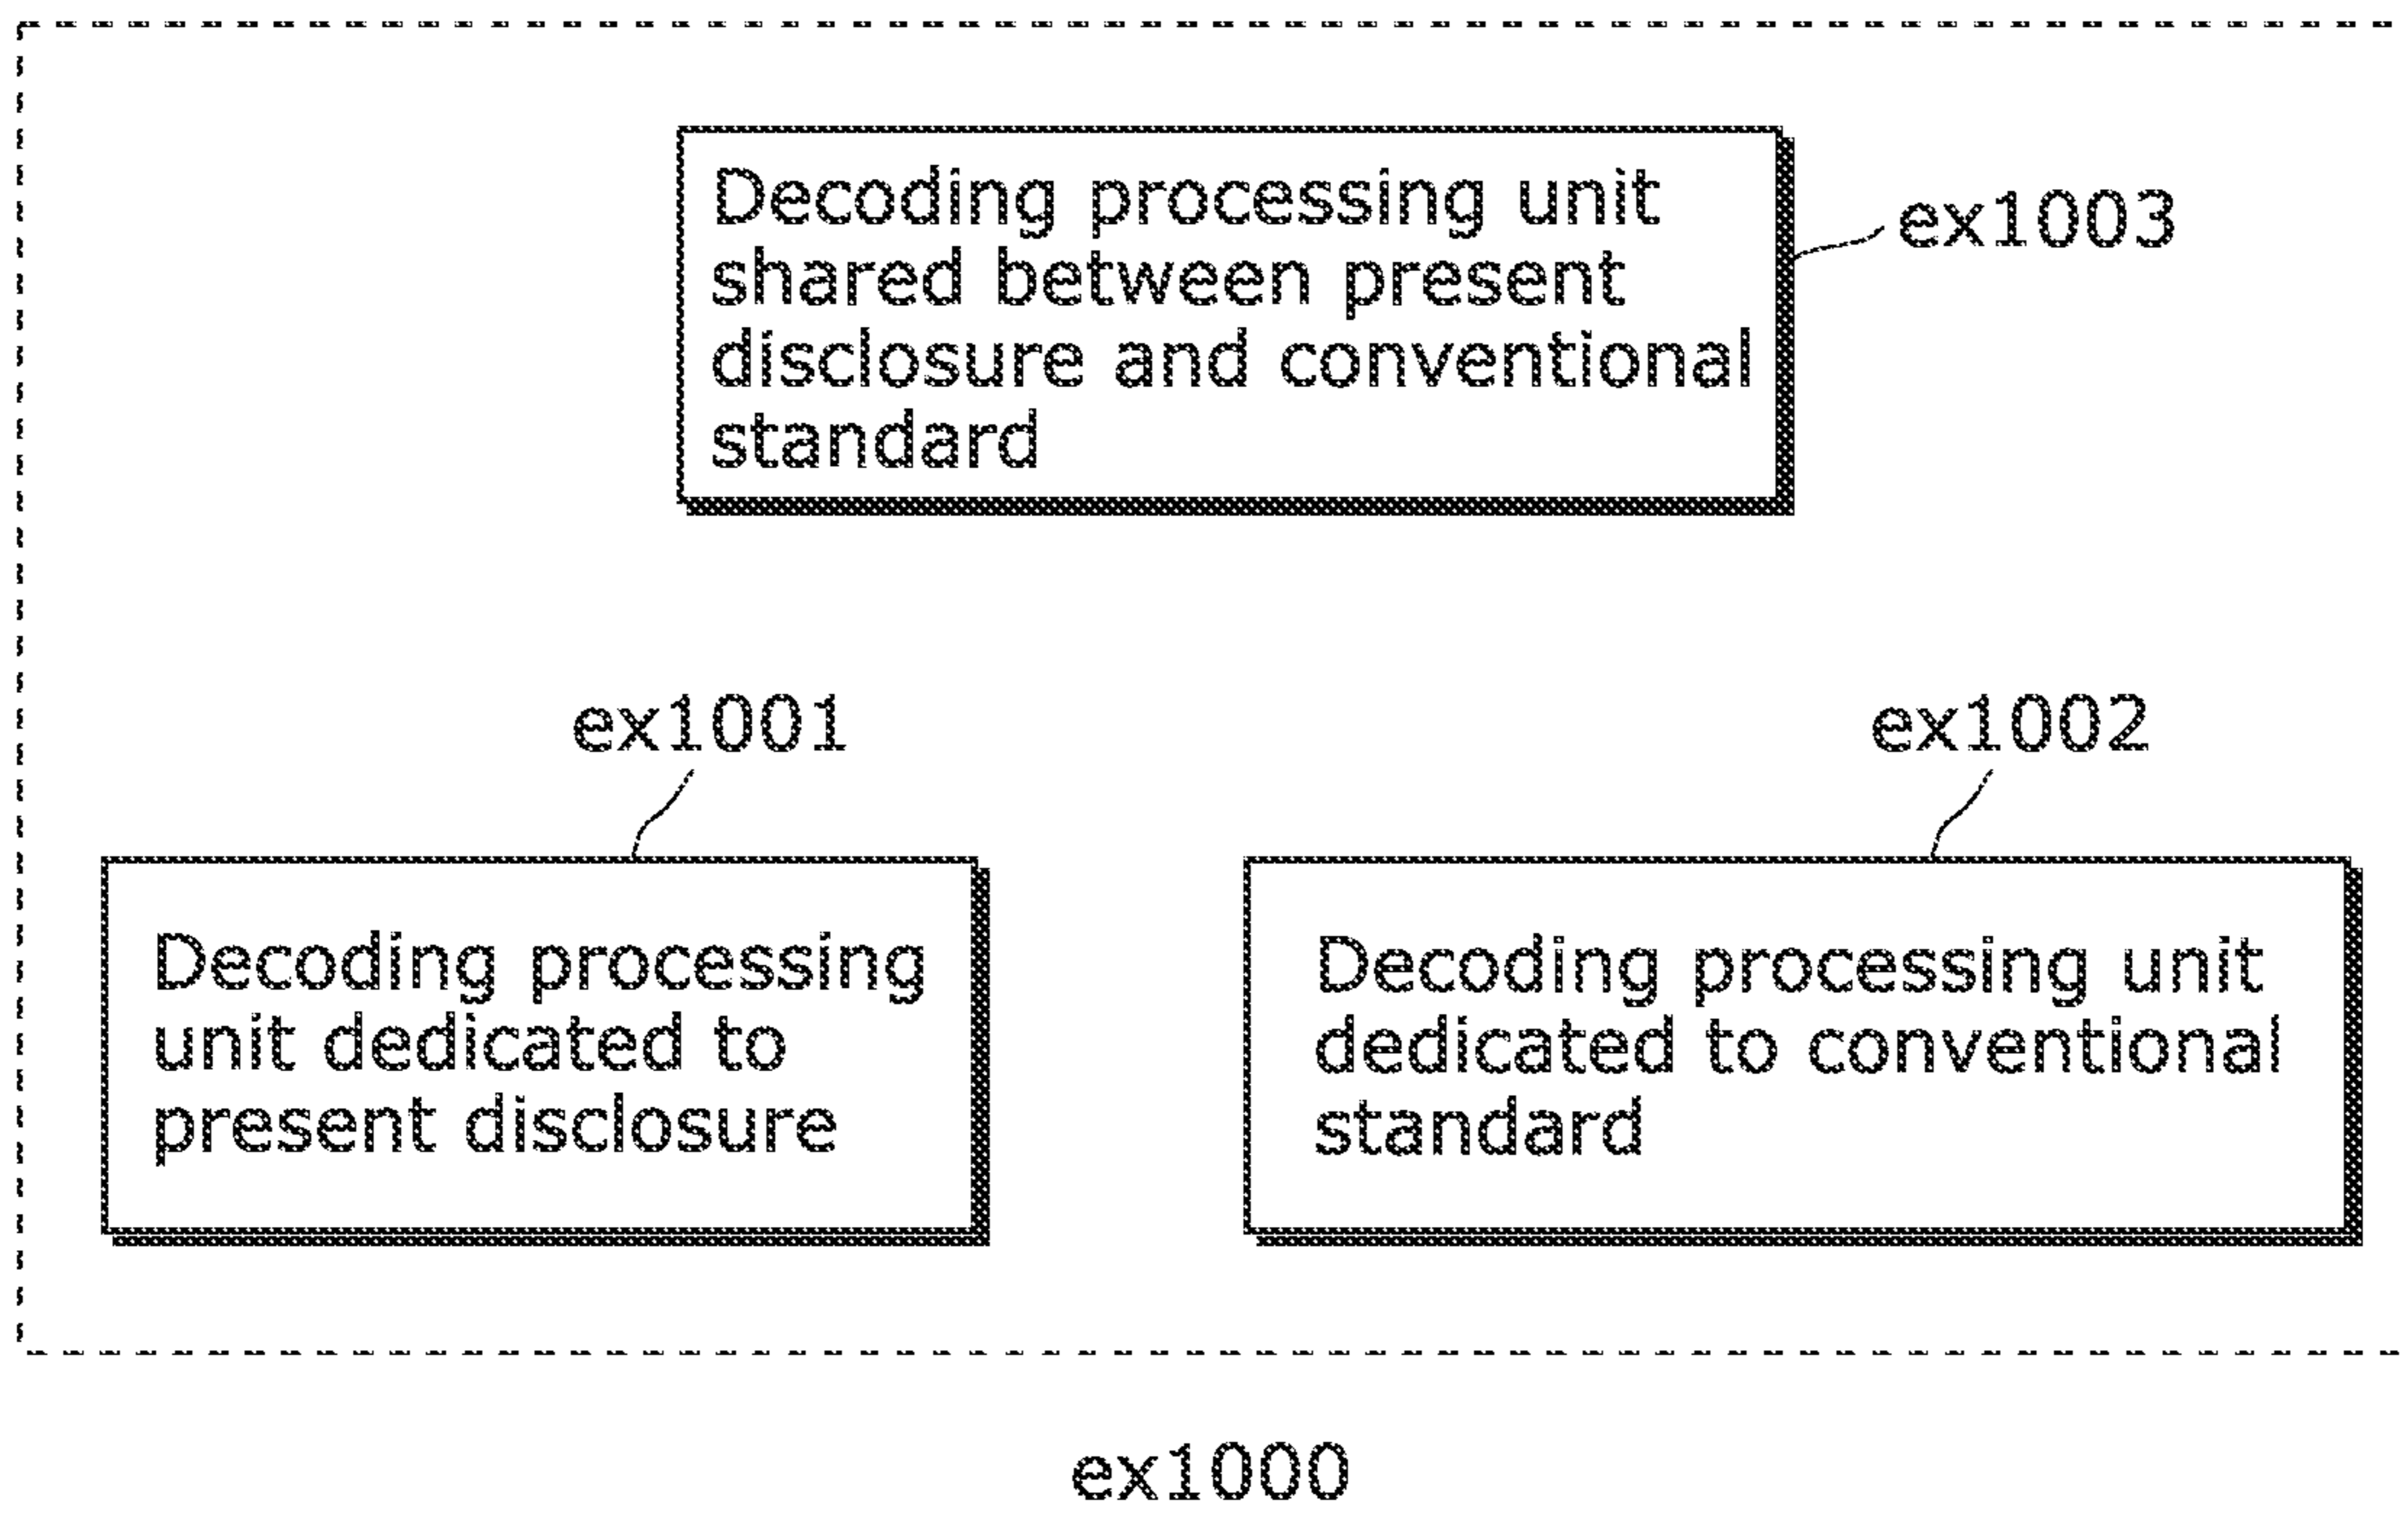 Decoding processing unit
shared between present
disclosure and conventional
standard
ex1003
ex1001
ex1002
Decoding processing
unit dedicated to
present disclosure
Decoding processing unit
dedicated to conventional
standard
ex1000